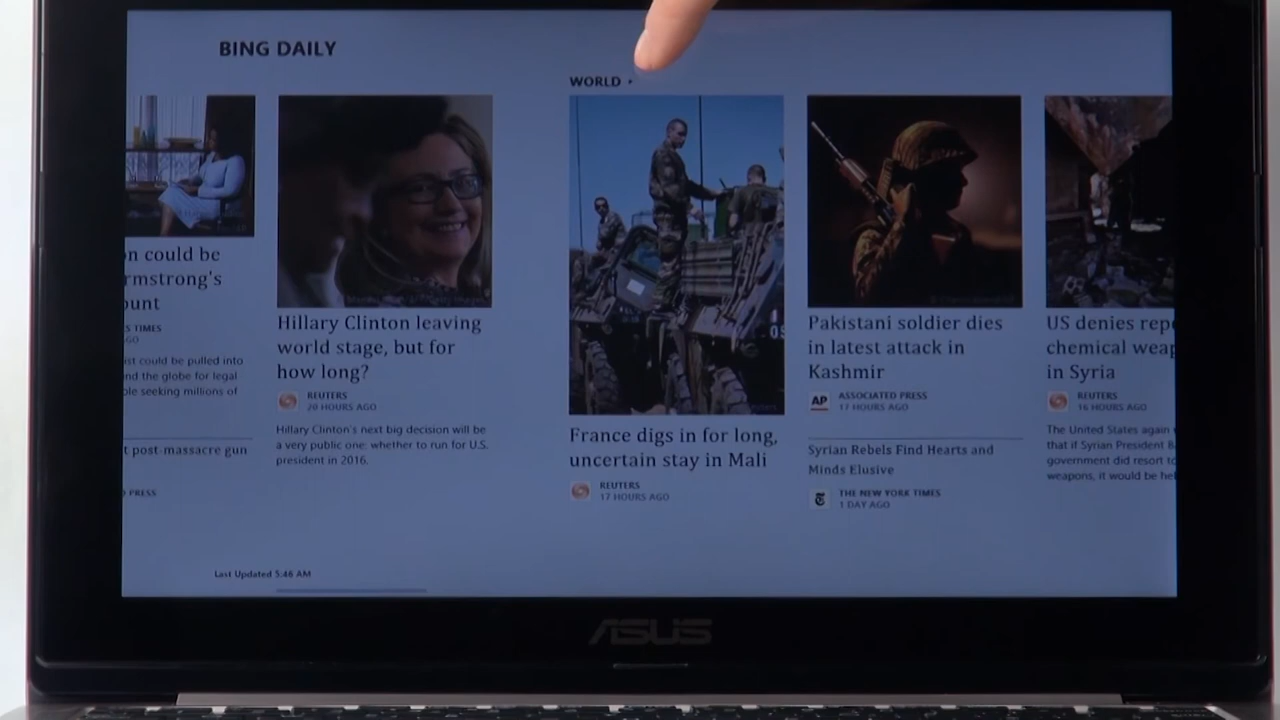 BING DAILY
WORLD
n could be
rmstrong's
ount
S TIMES
GO
ist could be pulled into
nd the globe for legal
le seeking millions of
t post-massacre gun
PRESS
Hillary Clinton leaving
world stage, but for
how long?
REUTERS
20 HOURS AGO
Hillary Clinton's next big decision will be
a very public one: whether to run for U.S.
president in 2016.
France digs in for long,
uncertain stay in Mali
REUTERS
17 HOURS AGO
Pakistani soldier dies
in latest attack in
Kashmir
AP
ASSOCIATED PRESS
17 HOURS AGO
Syrian Rebels Find Hearts and
Minds Elusive
THE NEW YORK TIMES
1 DAY AGO
US denies repo
chemical weap
in Syria
REUTERS
16 HOURS AGO
The United States again
that if Syrian President B
government did resort to
weapons, it would be hel
Last Updated 5:46 AM
ASUS